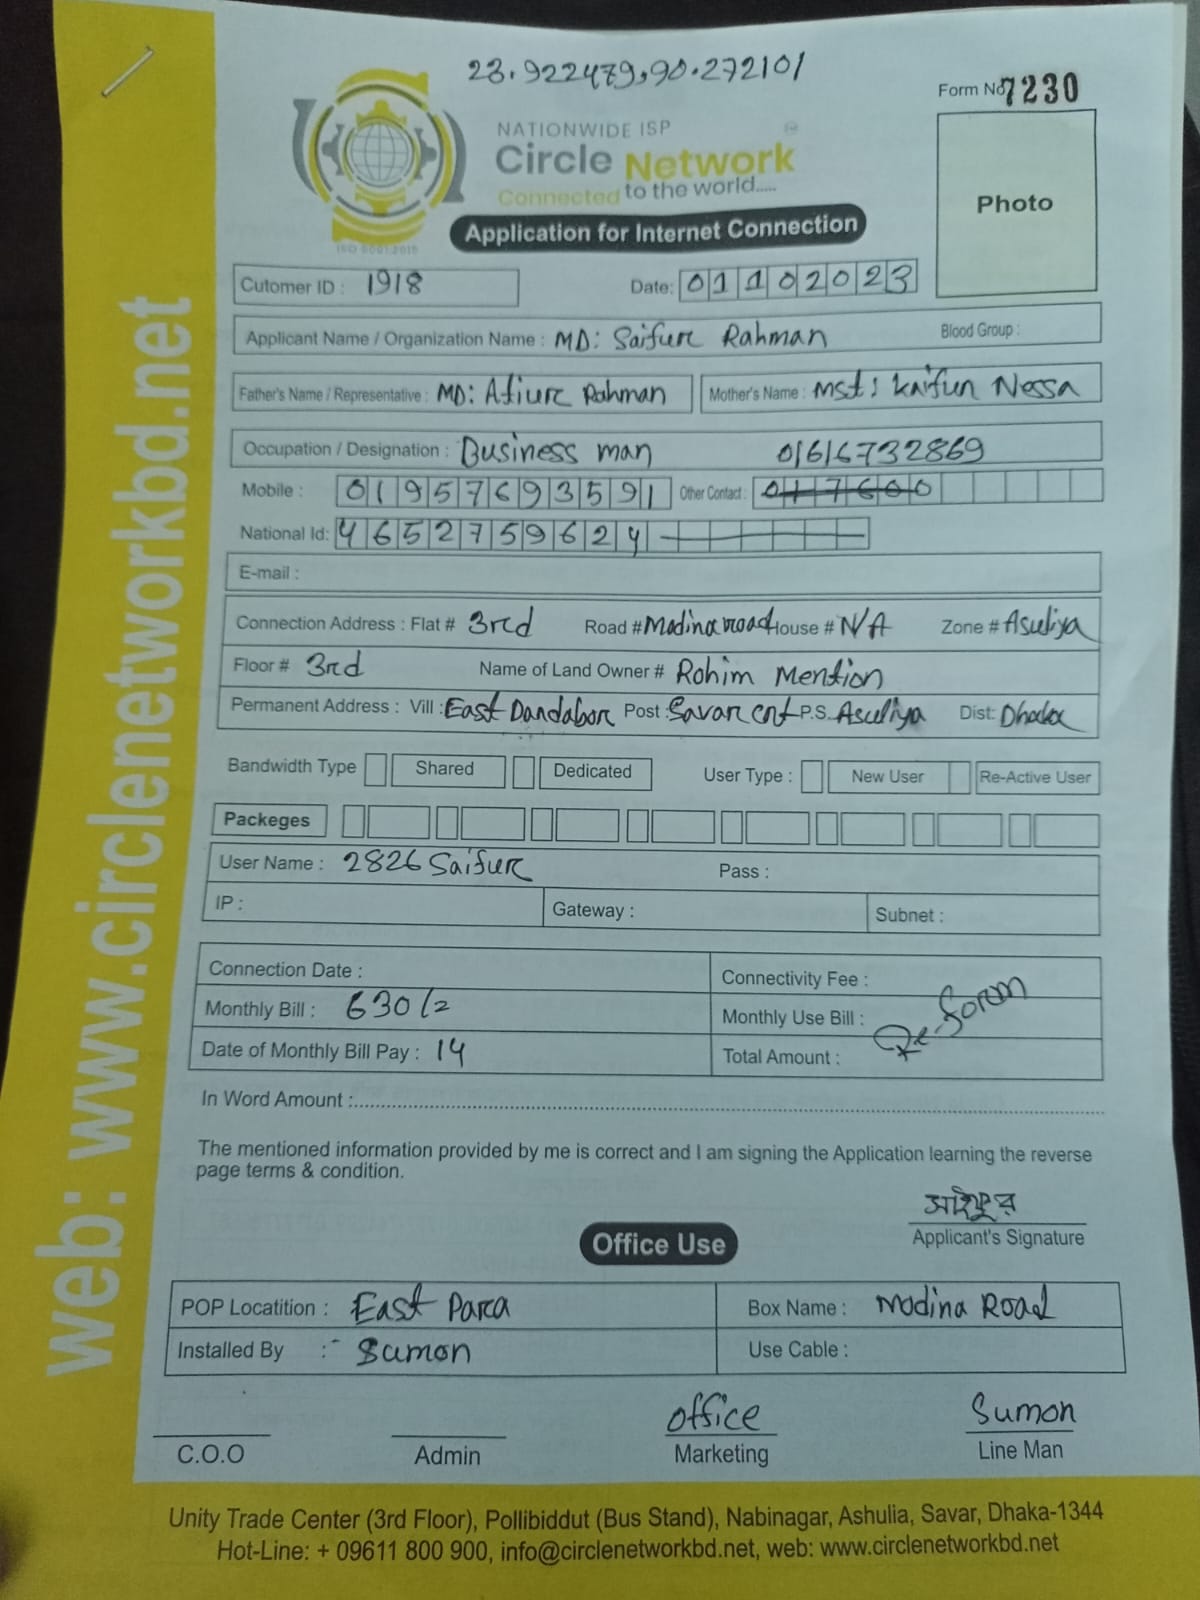 23.922479,90.272101
Form No 7230
NATIONWIDE ISP
Circle Network
Connected to the world.....
ISO 9001:2015
Photo
Application for Internet Connection
Cutomer ID : 1918 Date: 01102023
Applicant Name / Organization Name : MD: Saifur Rahman Blood Group :
Father's Name / Representative : MD: Atiur Rahman Mother's Name : Mst: Kaifun Nessa
Occupation / Designation : Business man 01616732869
Mobile : 01957693591 Other Contact : 017600
National Id: 4652759624
E-mail :
Connection Address : Flat # 3rd Road # Modina road House # N/A Zone # Asuliya
Floor # 3rd Name of Land Owner # Rohim Mention
Permanent Address : Vill : East Dandabor Post : Savar cnt P.S. Asuliya Dist: Dhaka
Bandwidth Type Shared Dedicated User Type : New User Re-Active User
Packeges
User Name : 2826 Saifur Pass :
IP : Gateway : Subnet :
Connection Date : Connectivity Fee :
Monthly Bill : 630/= Monthly Use Bill :
Re-Form
Date of Monthly Bill Pay : 14 Total Amount :
In Word Amount :
The mentioned information provided by me is correct and I am signing the Application learning the reverse
page terms & condition.
সাইফুর
Applicant's Signature
Office Use
POP Locatition : East Para Box Name : Modina Road
Installed By : Sumon Use Cable :
office Sumon
C.O.O Admin Marketing Line Man
Unity Trade Center (3rd Floor), Pollibiddut (Bus Stand), Nabinagar, Ashulia, Savar, Dhaka-1344
Hot-Line: + 09611 800 900, info@circlenetworkbd.net, web: www.circlenetworkbd.net
web: www.circlenetworkbd.net